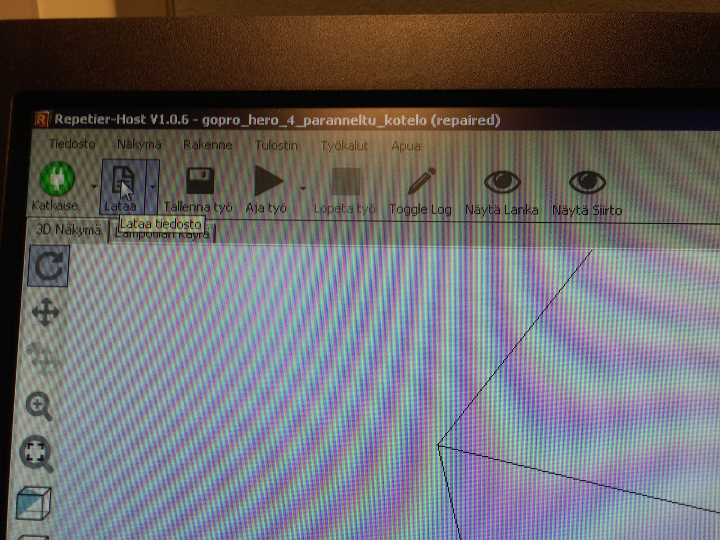 R Repetier-Host V1.0.6 - gopro_hero_4_paranneltu_kotelo (repaired)
Tiedosto Näkymä Rakenne Tulostin Työkalut Apua
Katkaise Lataa Tallenna työ Aja työ Lopeta työ Toggle Log Näytä Lanka Näytä Siirto
Lataa tiedosto
3D Näkymä Lämpötilan Käyrä